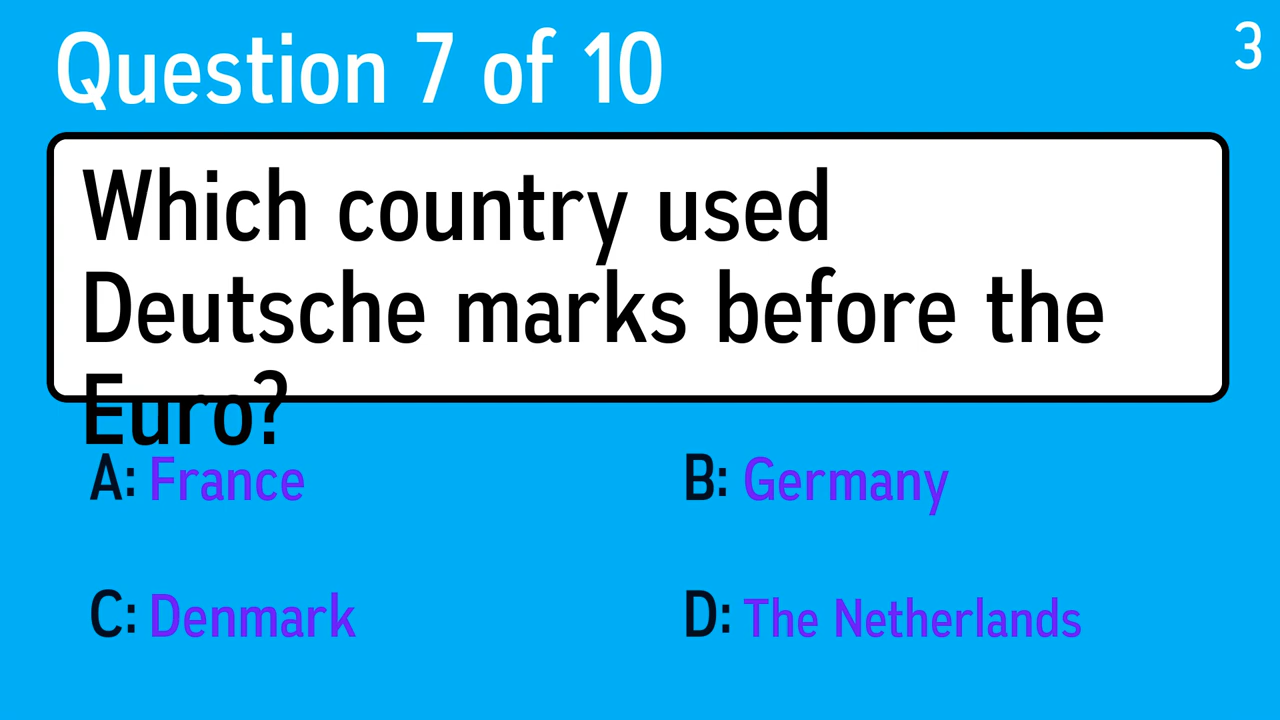 Question 7 of 10
3
Which country used
Deutsche marks before the
Euro?
A: France
B: Germany
C: Denmark
D: The Netherlands